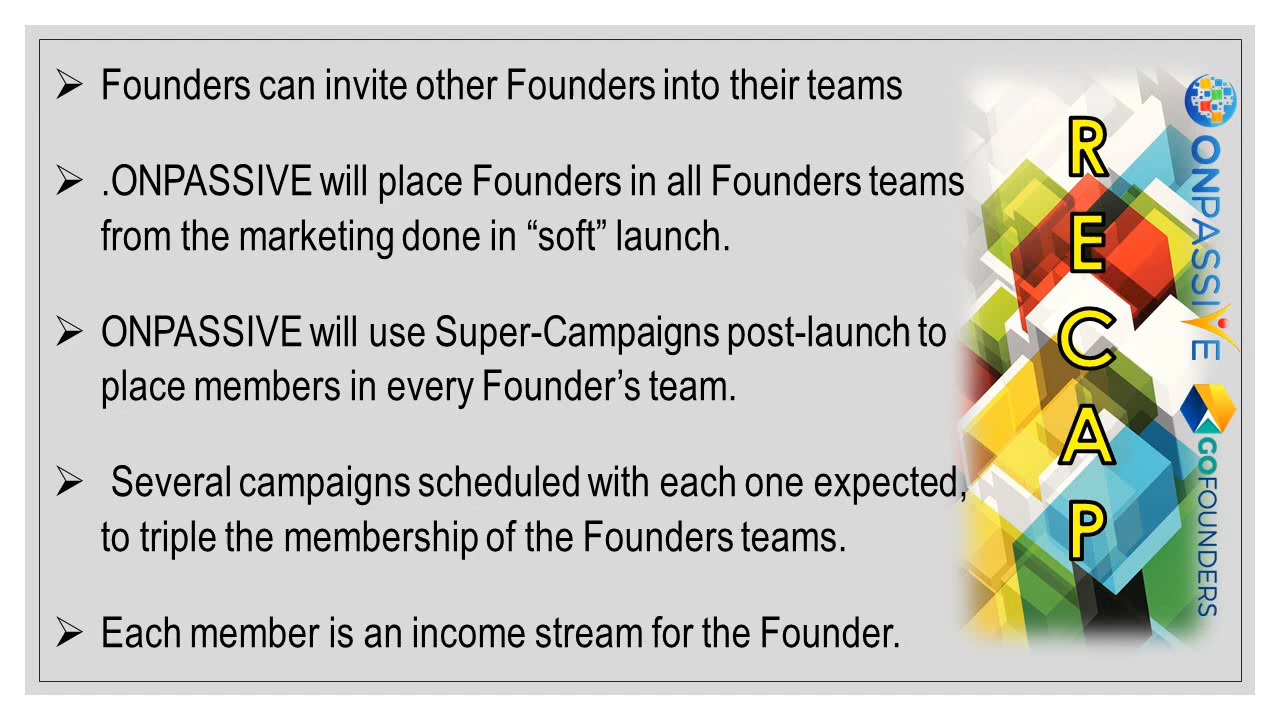 Founders can invite other Founders into their teams
.ONPASSIVE will place Founders in all Founders teams
from the marketing done in “soft” launch.
ONPASSIVE will use Super-Campaigns post-launch to
place members in every Founder’s team.
Several campaigns scheduled with each one expected,
to triple the membership of the Founders teams.
Each member is an income stream for the Founder.
RECAP
ONPASSIVE
GOFOUNDERS